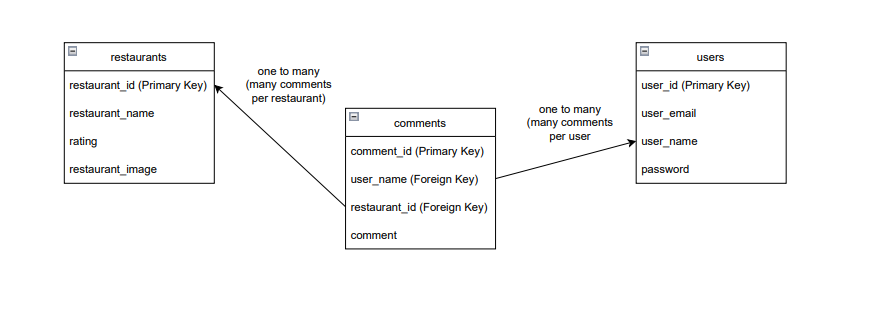 restaurants
restaurant_id (Primary Key)
restaurant_name
rating
restaurant_image
one to many
(many comments
per restaurant)
comments
comment_id (Primary Key)
user_name (Foreign Key)
restaurant_id (Foreign Key)
comment
one to many
(many comments
per user
users
user_id (Primary Key)
user_email
user_name
password